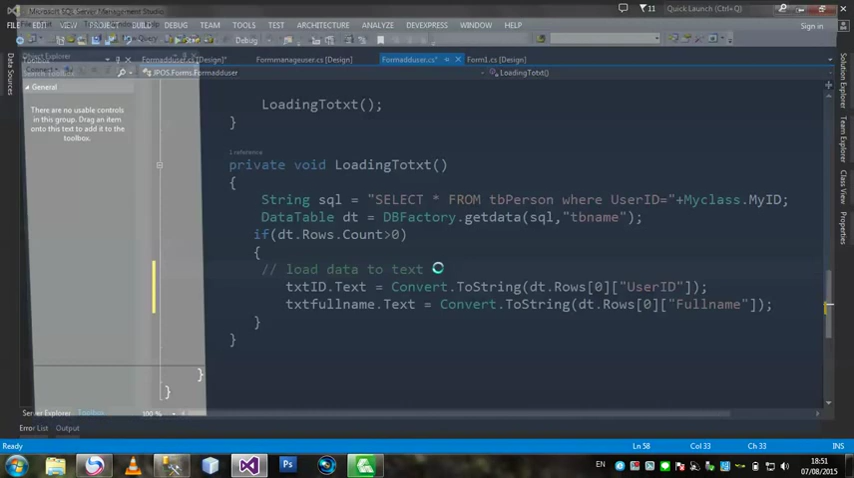 Microsoft SQL Server Management Studio
Quick Launch (Ctrl+Q)
FILE EDIT VIEW PROJECT BUILD DEBUG TEAM TOOLS TEST ARCHITECTURE ANALYZE DEVEXPRESS WINDOW HELP
Sign in
Debug
Formadduser.cs [Design]* Formmanageuser.cs [Design] Formadduser.cs* Form1.cs [Design]
JPOS.Forms.Formadduser LoadingTotxt()
General
There are no usable controls
in this group. Drag an item
onto this text to add it to the
toolbox.
Data Sources
Solution Explorer
Team Explorer
Class View
Properties
LoadingTotxt();
}
1 reference
private void LoadingTotxt()
{
String sql = "SELECT * FROM tbPerson where UserID="+Myclass.MyID;
DataTable dt = DBFactory.getdata(sql,"tbname");
if(dt.Rows.Count>0)
{
// load data to text
txtID.Text = Convert.ToString(dt.Rows[0]["UserID"]);
txtfullname.Text = Convert.ToString(dt.Rows[0]["Fullname"]);
}
}
}
}
Server Explorer Toolbox 100 %
Error List Output
Ready Ln 58 Col 33 Ch 33 INS
EN 18:51
07/08/2015